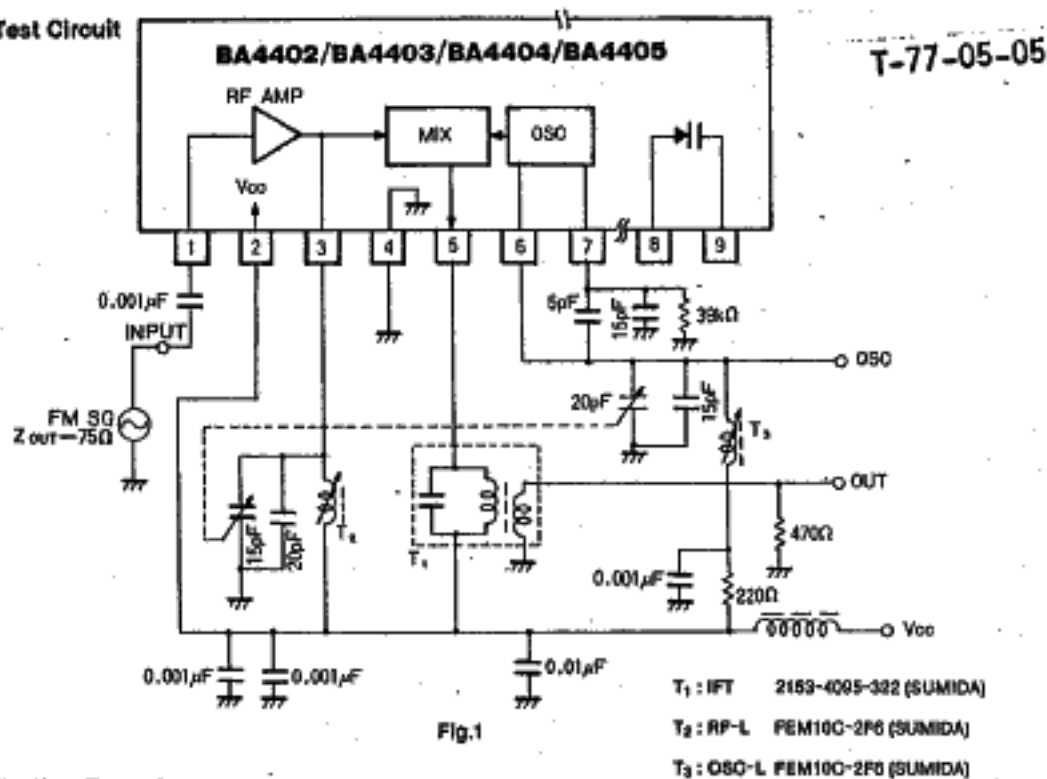 Test Circuit
T-77-05-05
BA4402/BA4403/BA4404/BA4405
RF AMP
MIX
OSC
Vcc
1
2
3
4
5
6
7
8
9
0.001μF
INPUT
FM SG
ZOUT—75Ω
5pF
15pF
39kΩ
OSC
20pF
15pF
T3
OUT
15pF
20pF
T2
T1
470Ω
0.001μF
220Ω
Vcc
0.001μF
0.001μF
0.01μF
Fig.1
T1 : IFT 2153-4095-322 (SUMIDA)
T2 : RF-L FEM10C-2F6 (SUMIDA)
T3 : OSC-L FEM10C-2F6 (SUMIDA)